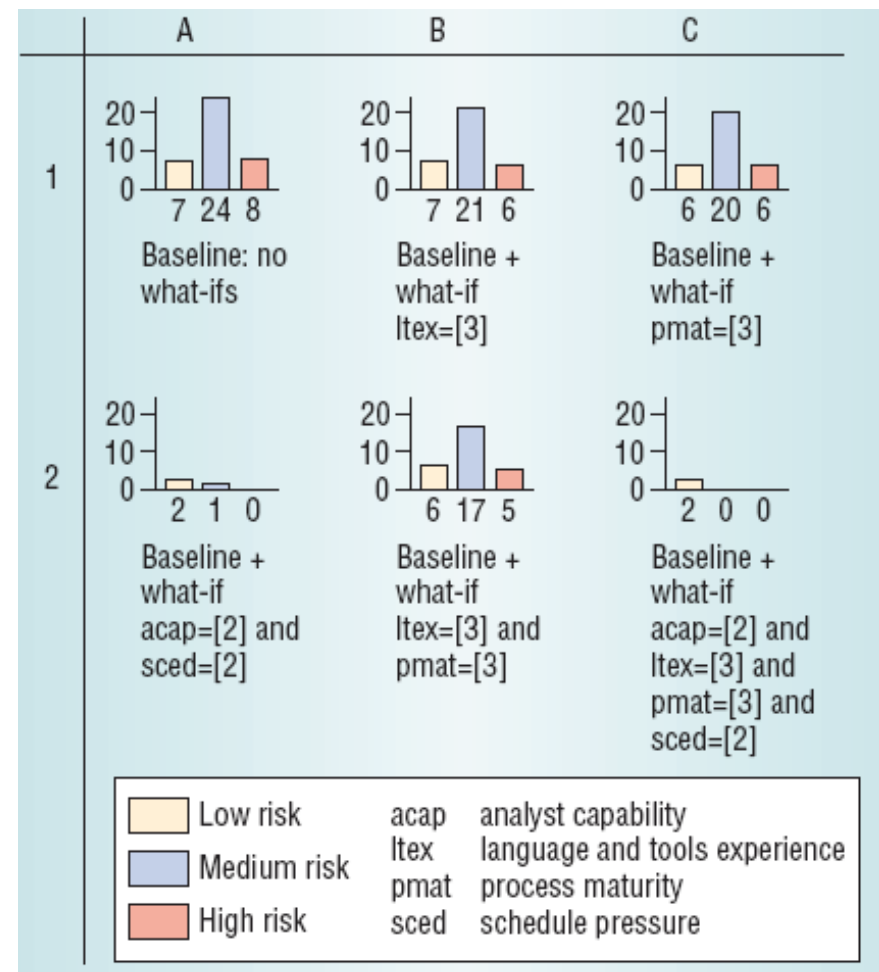 A B C
1
20
10
0
7 24 8
Baseline: no
what-ifs
20
10
0
7 21 6
Baseline +
what-if
ltex=[3]
20
10
0
6 20 6
Baseline +
what-if
pmat=[3]
2
20
10
0
2 1 0
Baseline +
what-if
acap=[2] and
sced=[2]
20
10
0
6 17 5
Baseline +
what-if
ltex=[3] and
pmat=[3]
20
10
0
2 0 0
Baseline +
what-if
acap=[2] and
ltex=[3] and
pmat=[3] and
sced=[2]
Low risk
Medium risk
High risk
acap analyst capability
ltex language and tools experience
pmat process maturity
sced schedule pressure